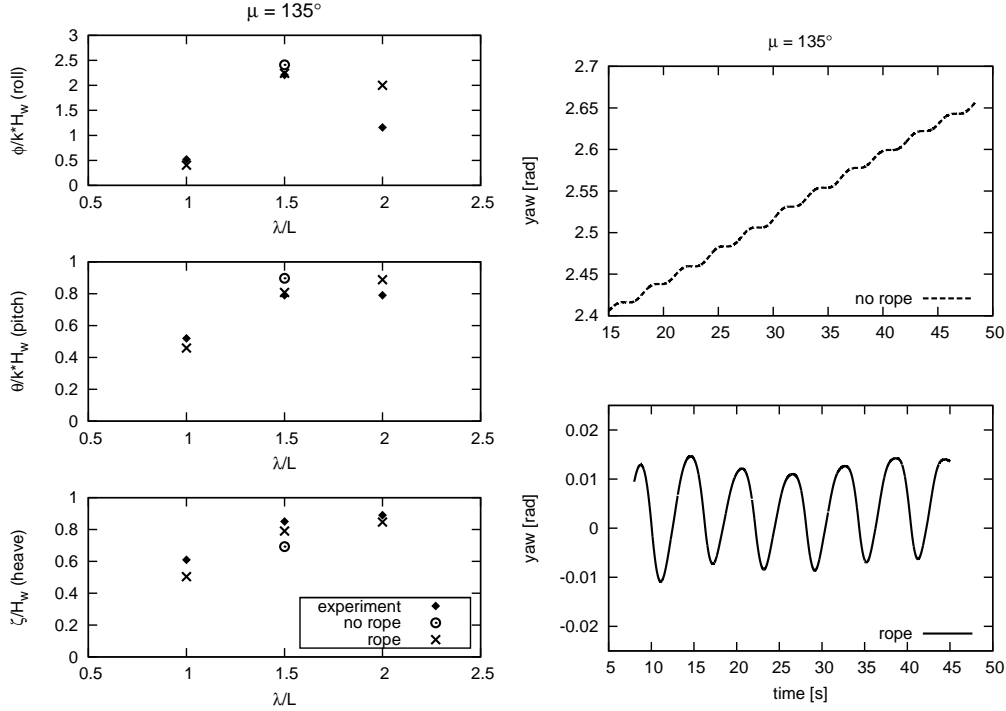 μ = 135°
3
2.5
2
1.5
1
0.5
0
ϕ/k*H_w (roll)
0.5 1 1.5 2 2.5
λ/L
1
0.8
0.6
0.4
0.2
0
θ/k*H_w (pitch)
0.5 1 1.5 2 2.5
λ/L
1
0.8
0.6
0.4
0.2
0
ζ/H_w (heave)
experiment
no rope
rope
0.5 1 1.5 2 2.5
λ/L
μ = 135°
2.7
2.65
2.6
2.55
2.5
2.45
2.4
yaw [rad]
no rope
15 20 25 30 35 40 45 50
0.02
0.01
0
-0.01
-0.02
yaw [rad]
rope
5 10 15 20 25 30 35 40 45 50
time [s]